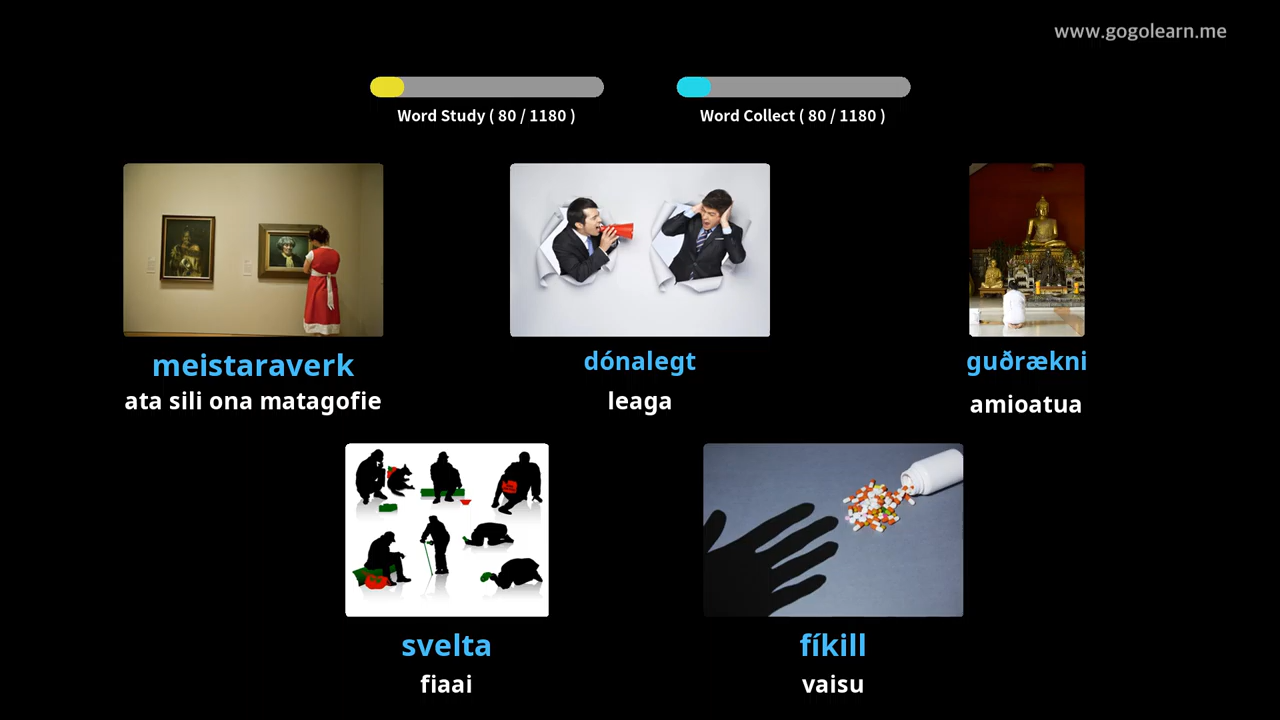 www.gogolearn.me
Word Study ( 80 / 1180 )
Word Collect ( 80 / 1180 )
meistaraverk
ata sili ona matagofie
dónalegt
leaga
guðrækni
amioatua
svelta
fiaai
fíkill
vaisu